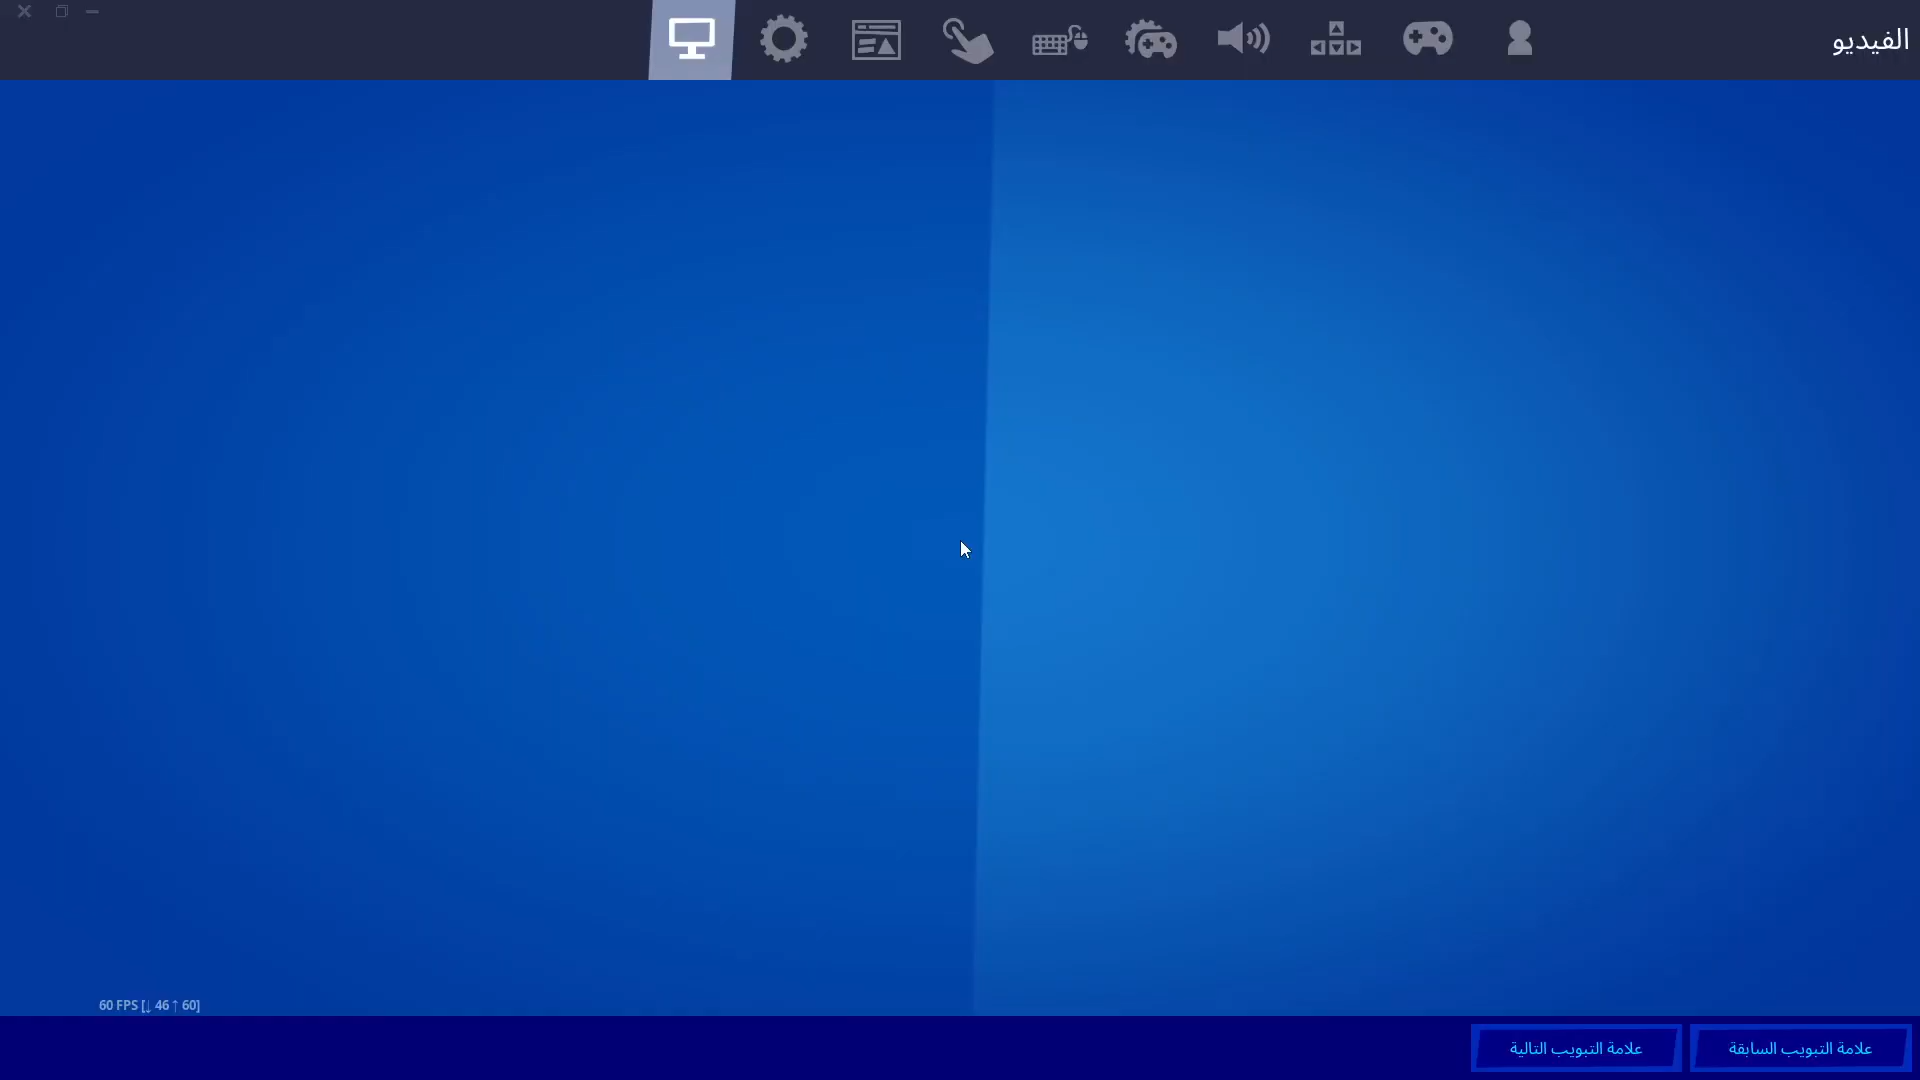 الفيديو
60 FPS [↓ 46 ↑ 60]
علامة التبويب السابقة
علامة التبويب التالية